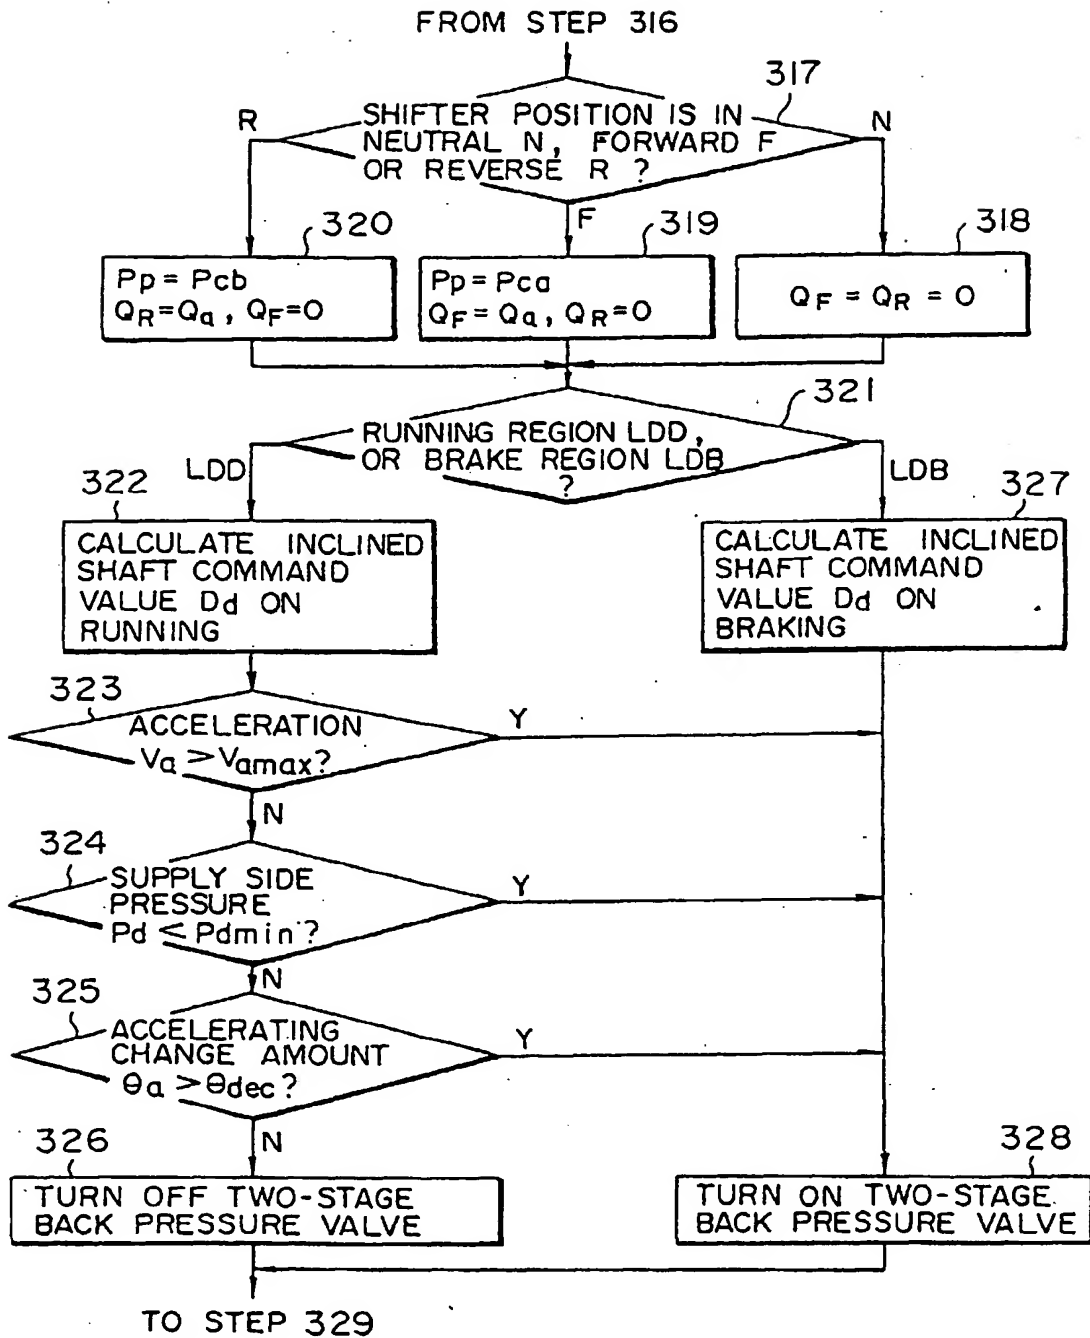 FROM STEP 316
317
SHIFTER POSITION IS IN
NEUTRAL N, FORWARD F
OR REVERSE R ?
R
N
F
320
319
318
Pp = Pcb
QR=Qa, QF=0
Pp = Pca
QF=Qa, QR=0
QF = QR = 0
321
RUNNING REGION LDD,
OR BRAKE REGION LDB
?
LDD
LDB
322
327
CALCULATE INCLINED
SHAFT COMMAND
VALUE Dd ON
RUNNING
CALCULATE INCLINED
SHAFT COMMAND
VALUE Dd ON
BRAKING
323
ACCELERATION
Va > Vamax?
Y
N
324
SUPPLY SIDE
PRESSURE
Pd < Pdmin ?
Y
N
325
ACCELERATING
CHANGE AMOUNT
θa > θdec?
Y
N
326
328
TURN OFF TWO-STAGE
BACK PRESSURE VALVE
TURN ON TWO-STAGE
BACK PRESSURE VALVE
TO STEP 329